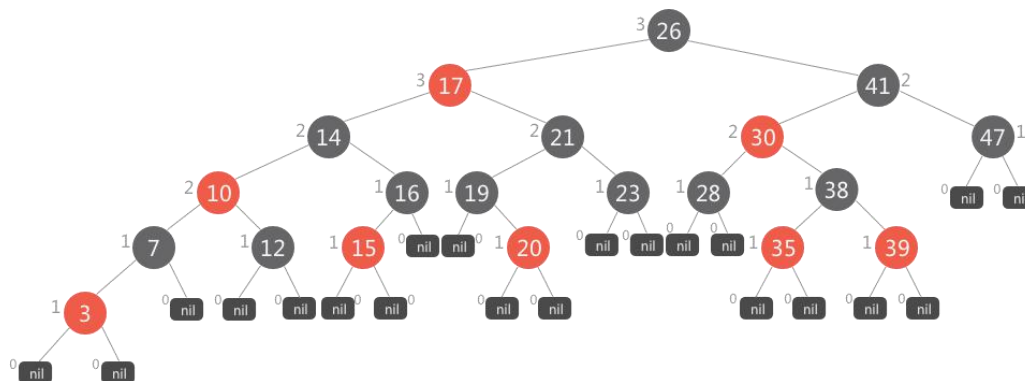 3 26
3 17 41 2
2 14 2 21 2 30 47 1
2 10 1 16 1 19 1 23 1 28 1 38 0 nil 0 nil
1 7 1 12 1 15 0 nil nil 0 1 20 0 nil 0 nil 0 nil 0 nil 1 35 1 39
1 3 0 nil 0 nil 0 nil 0 nil nil 0 0 nil 0 nil 0 nil 0 nil 0 nil 0 nil
0 nil 0 nil